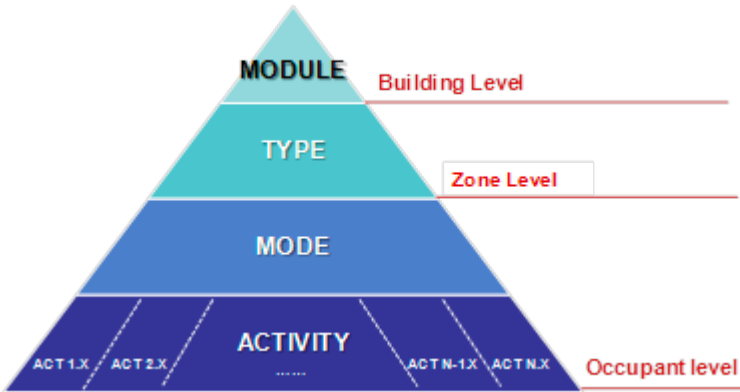 MODULE
Building Level
TYPE
Zone Level
MODE
ACTIVITY
......
ACT 1.X
ACT 2.X
ACT N-1.X
ACT N.X
Occupant level